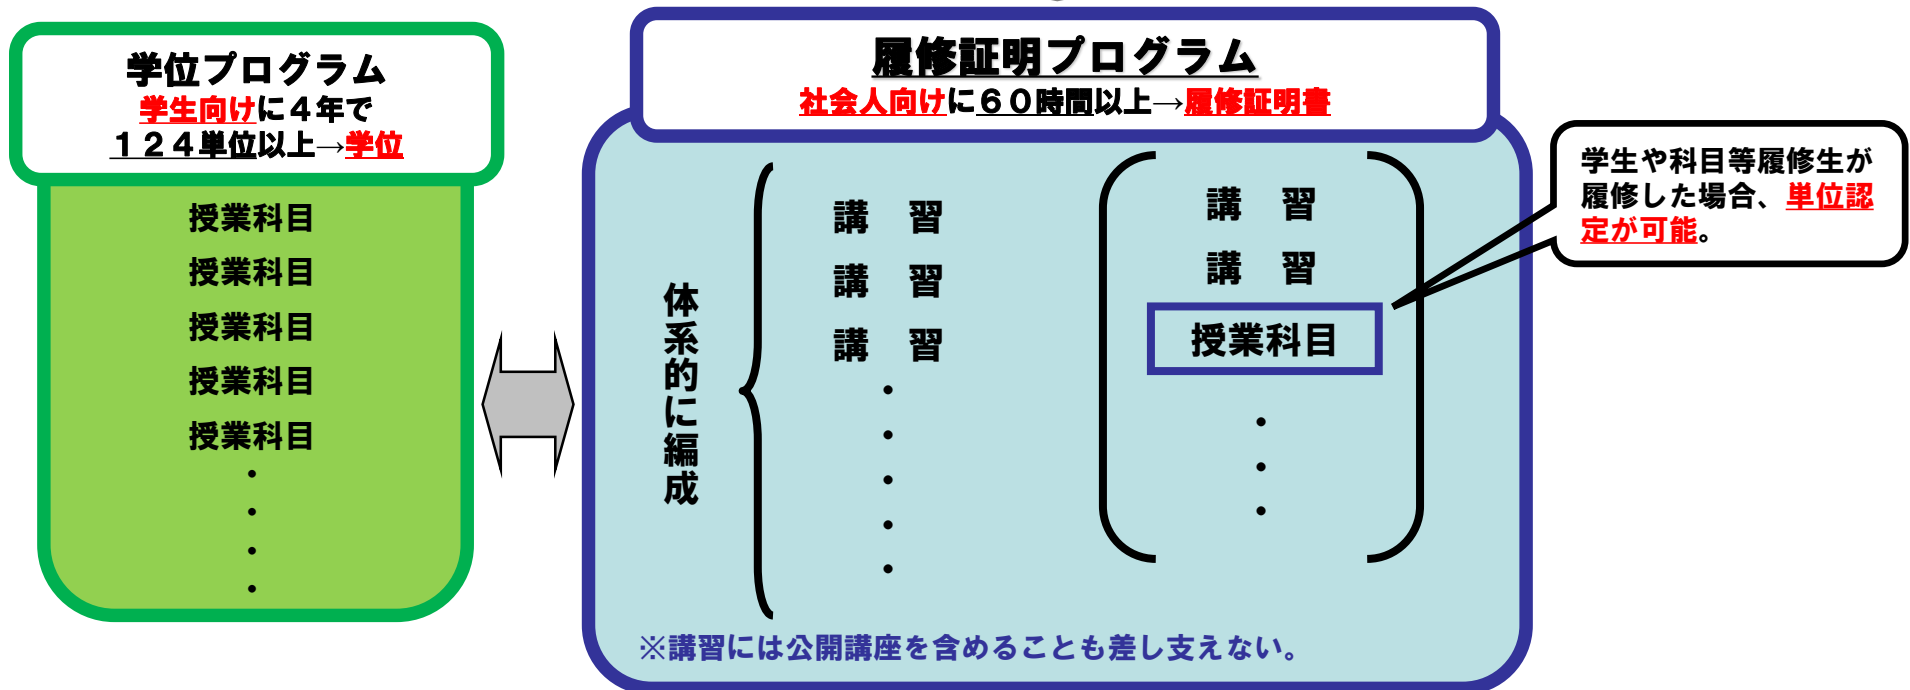 学位プログラム
学生向けに４年で
１２４単位以上→学位
授業科目
授業科目
授業科目
授業科目
授業科目
・
・
・
・
履修証明プログラム
社会人向けに６０時間以上→履修証明書
体系的に編成
講　習
講　習
講　習
・
・
・
・
・
講　習
講　習
授業科目
・
・
・
学生や科目等履修生が
履修した場合、単位認
定が可能。
※講習には公開講座を含めることも差し支えない。